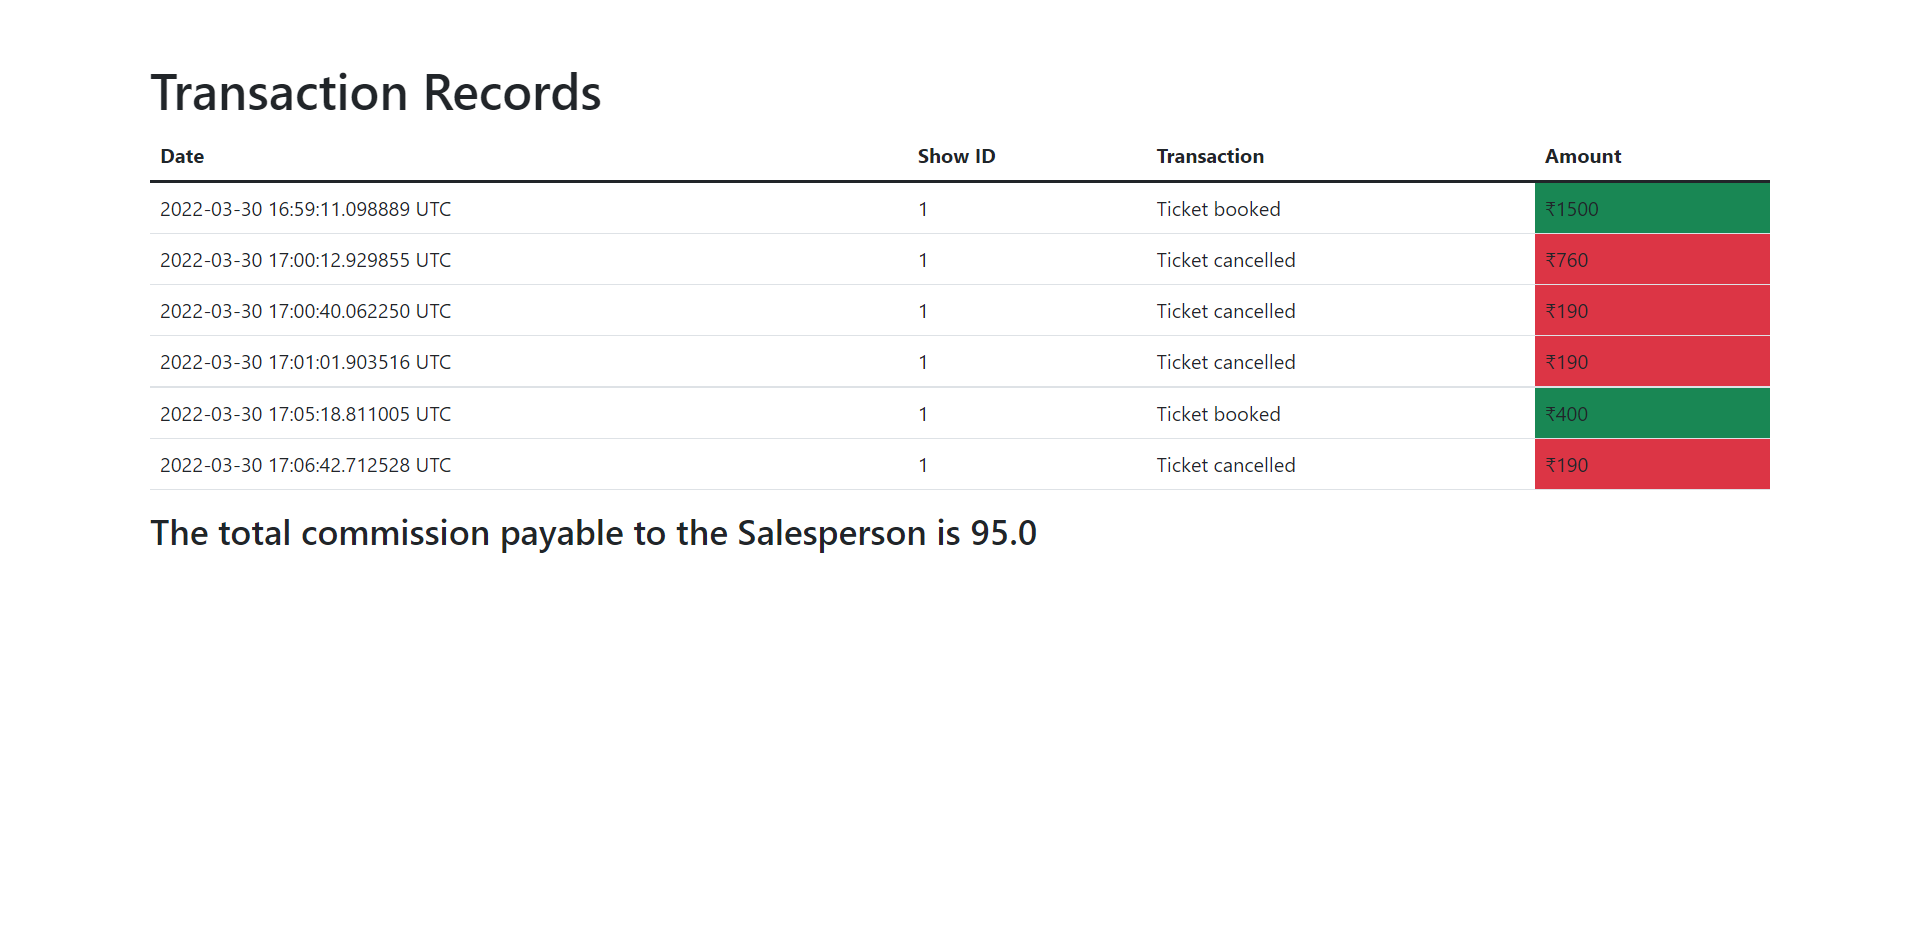 Transaction Records
Date Show ID Transaction Amount
2022-03-30 16:59:11.098889 UTC 1 Ticket booked ₹1500
2022-03-30 17:00:12.929855 UTC 1 Ticket cancelled ₹760
2022-03-30 17:00:40.062250 UTC 1 Ticket cancelled ₹190
2022-03-30 17:01:01.903516 UTC 1 Ticket cancelled ₹190
2022-03-30 17:05:18.811005 UTC 1 Ticket booked ₹400
2022-03-30 17:06:42.712528 UTC 1 Ticket cancelled ₹190
The total commission payable to the Salesperson is 95.0